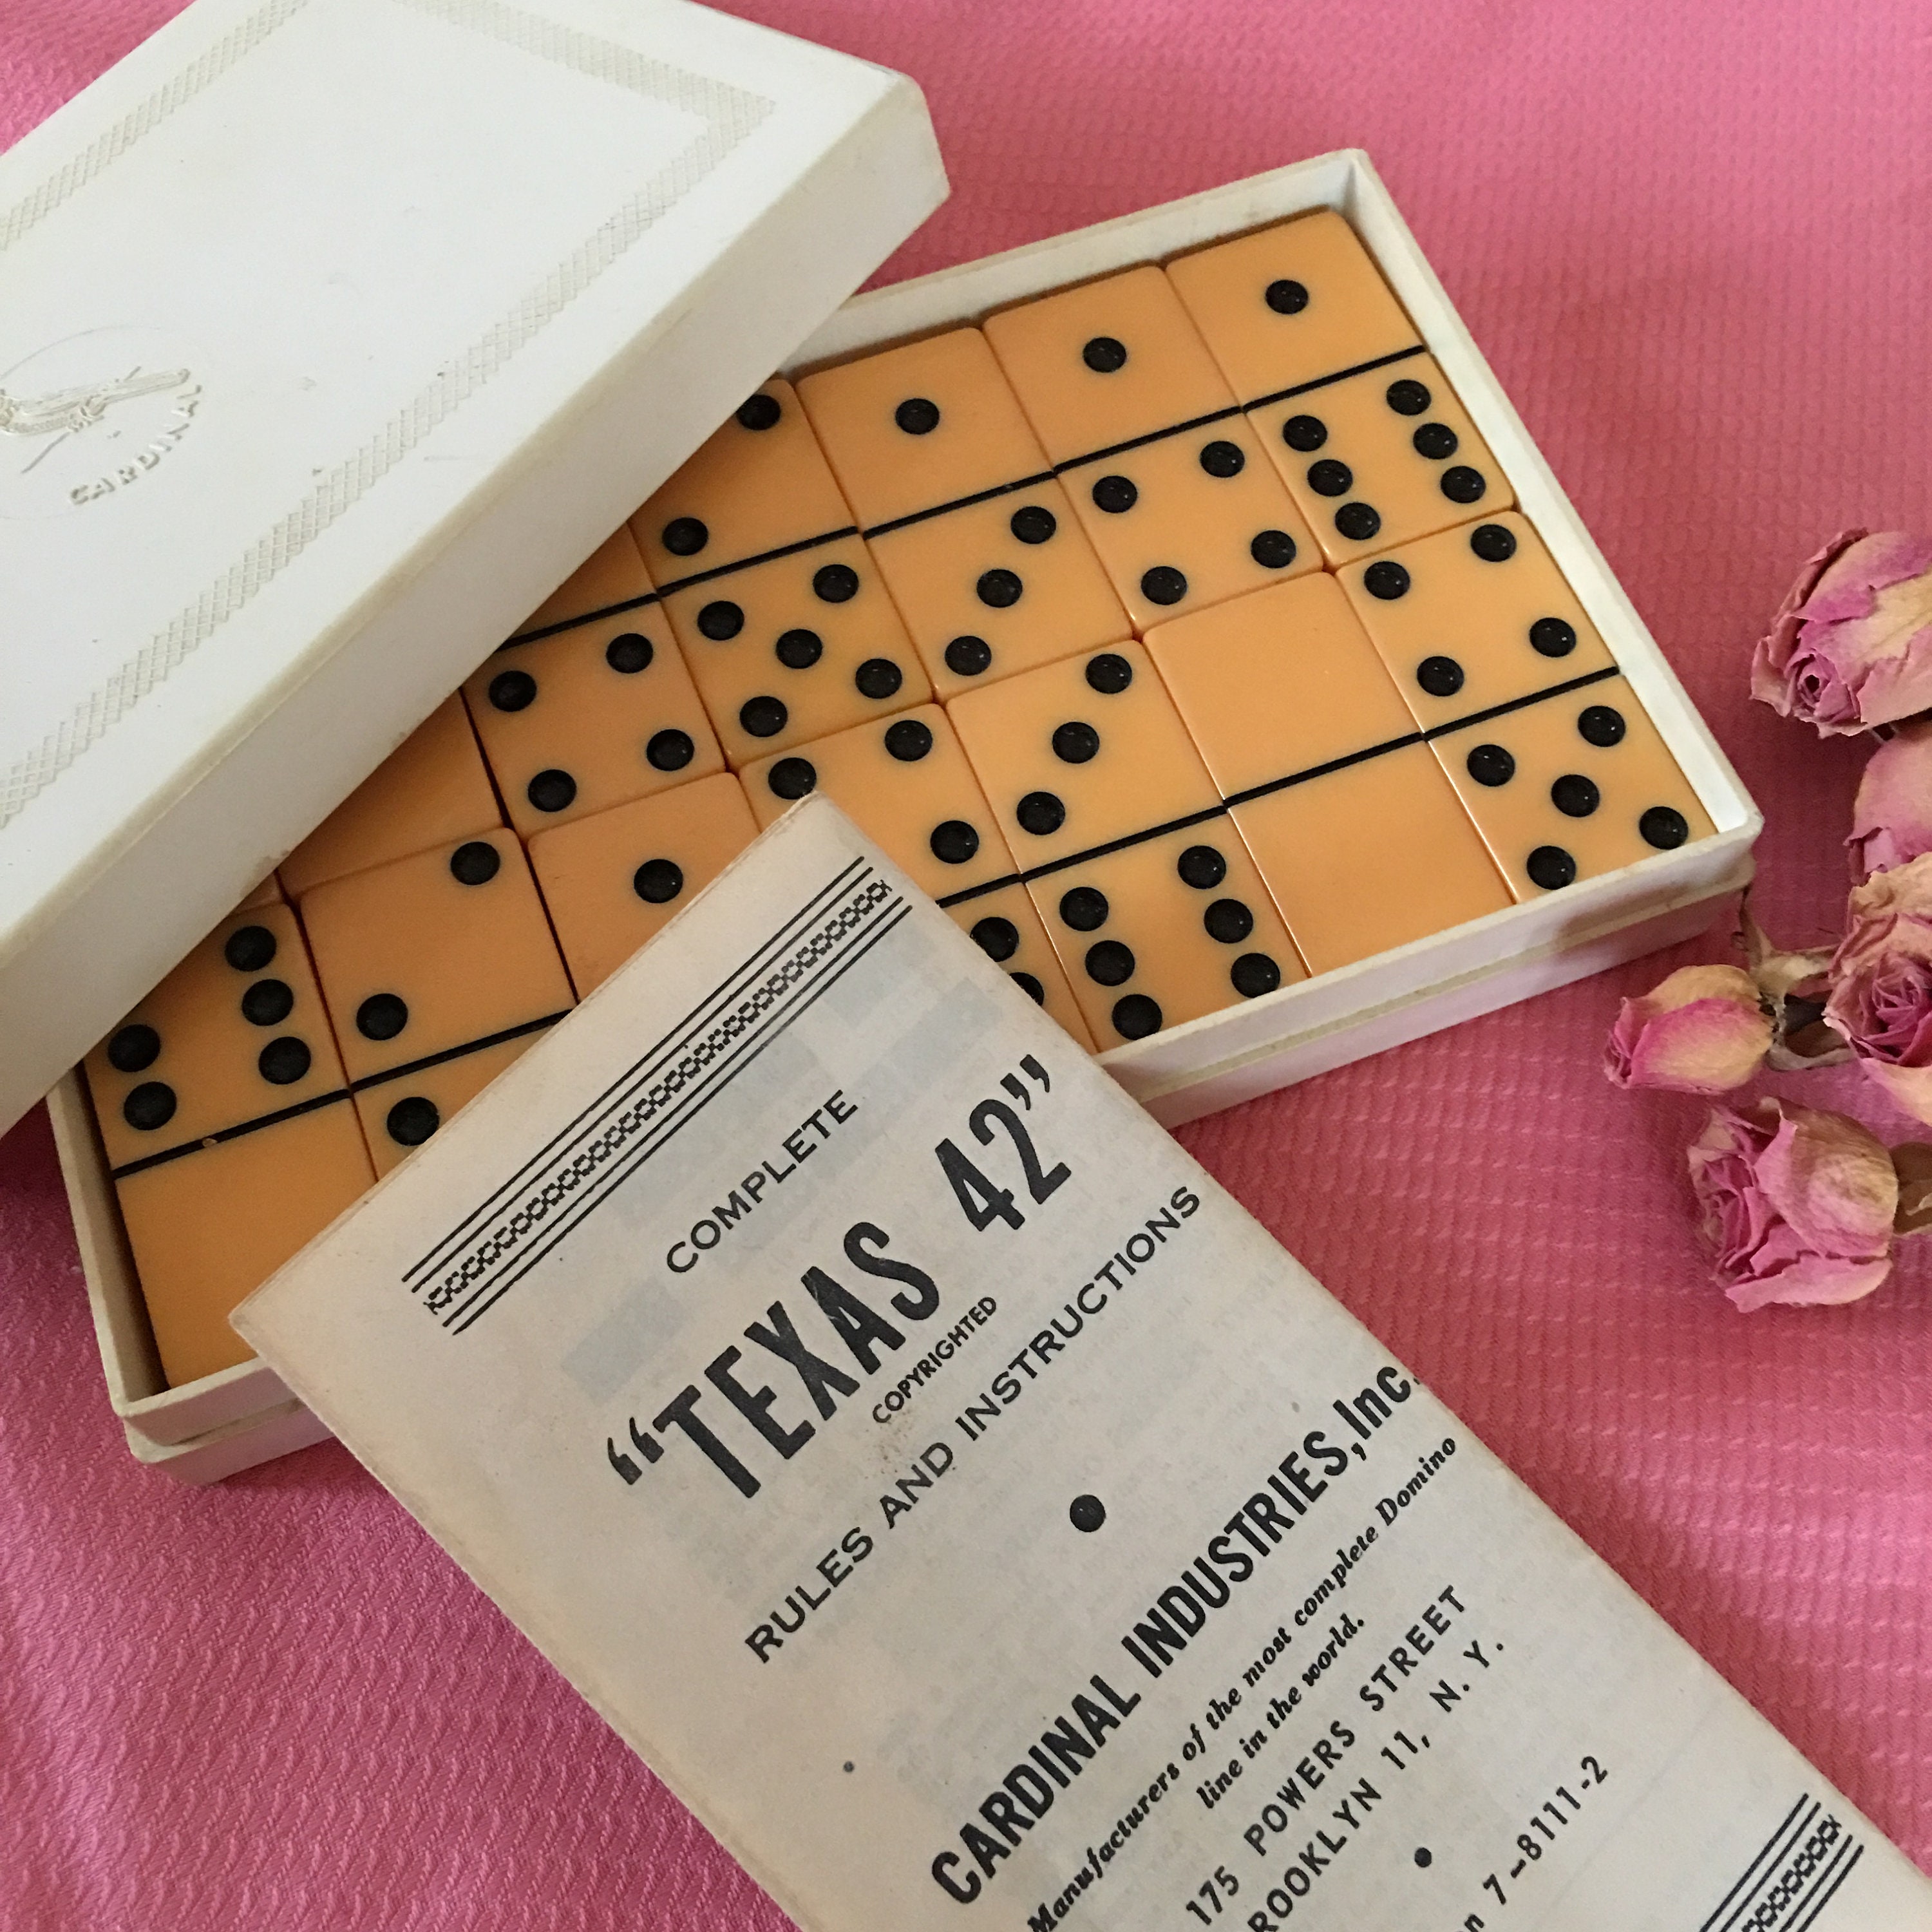 CARDINAL
COMPLETE
“TEXAS 42”
COPYRIGHTED
RULES AND INSTRUCTIONS
CARDINAL INDUSTRIES, Inc.
Manufacturers of the most complete Domino
line in the world.
175 POWERS STREET
ROOKLYN 11, N. Y.
n 7-8111-2